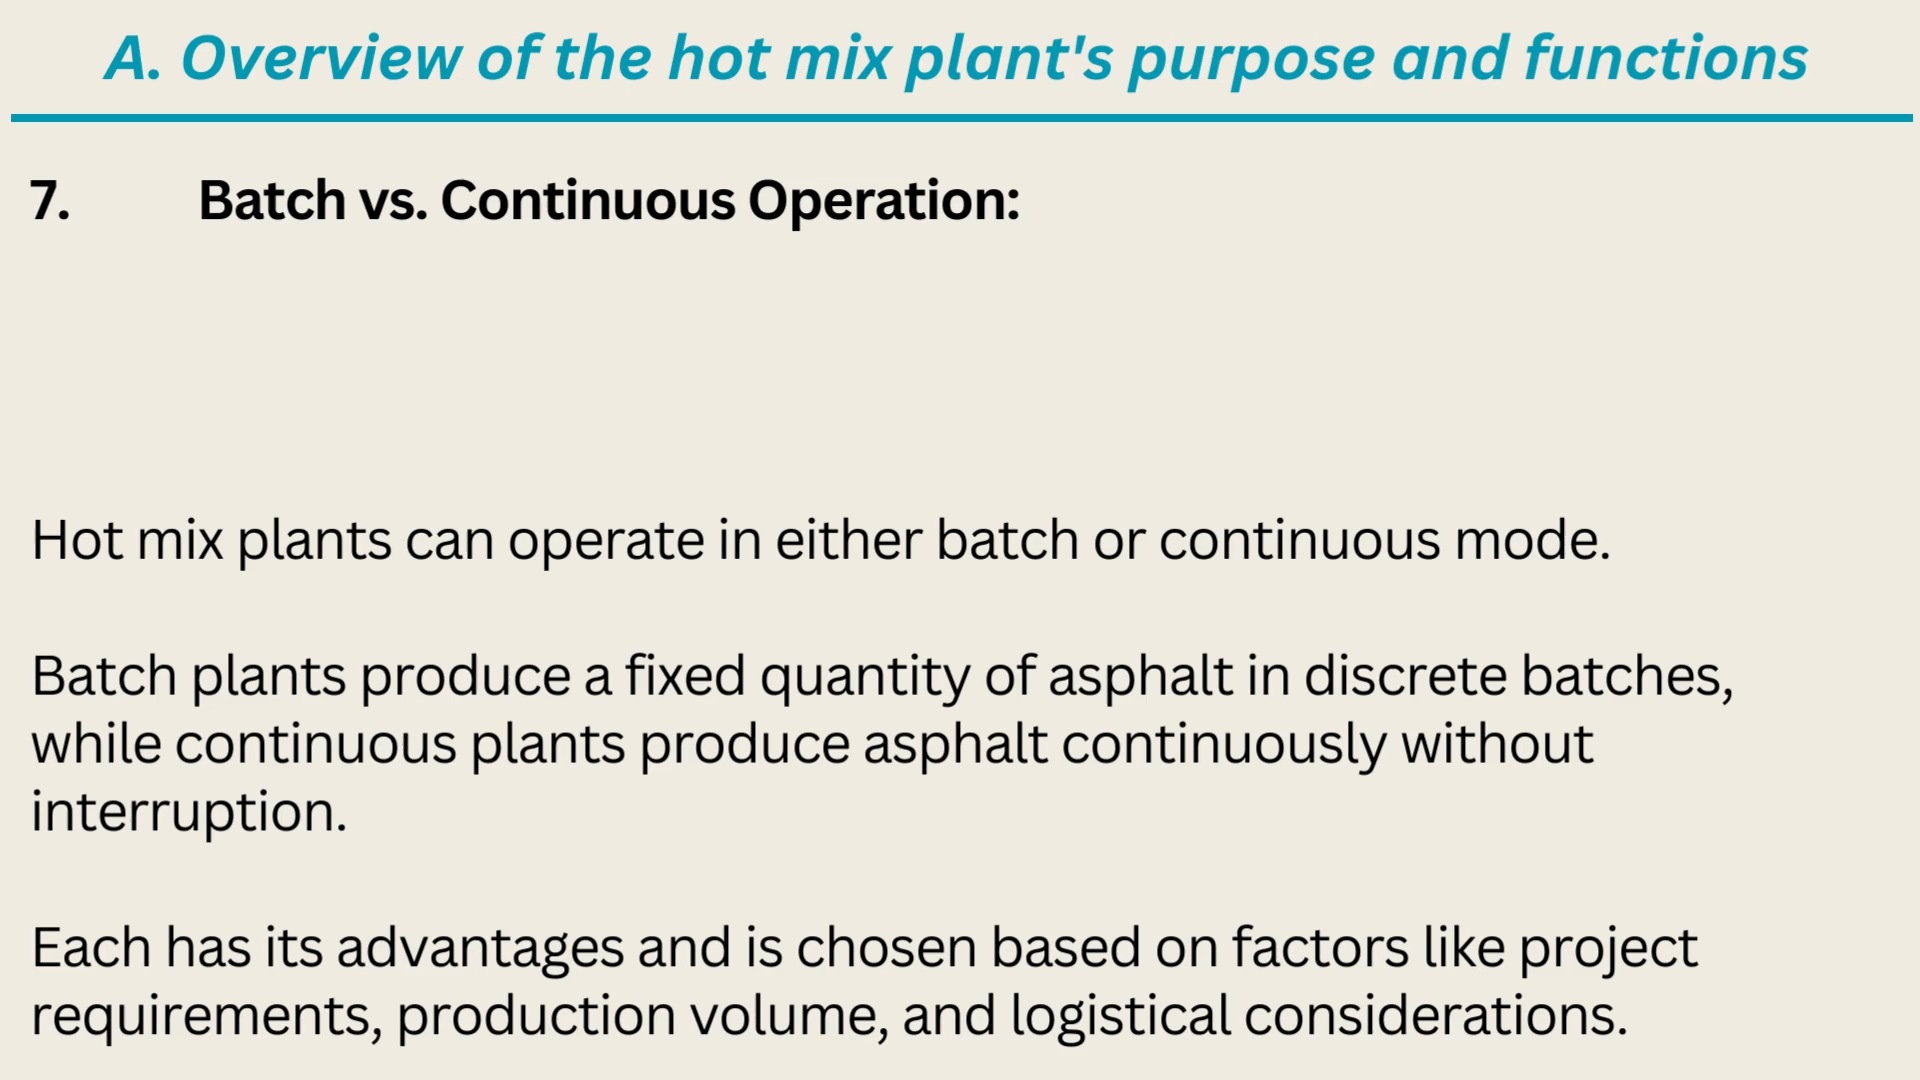 A. Overview of the hot mix plant's purpose and functions
7. Batch vs. Continuous Operation:
Hot mix plants can operate in either batch or continuous mode.
Batch plants produce a fixed quantity of asphalt in discrete batches,
while continuous plants produce asphalt continuously without
interruption.
Each has its advantages and is chosen based on factors like project
requirements, production volume, and logistical considerations.